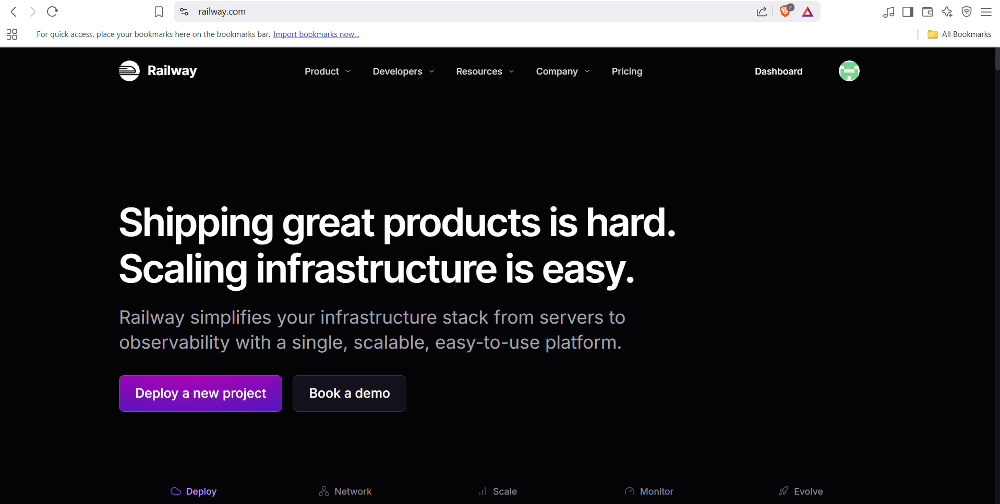 railway.com
2
For quick access, place your bookmarks here on the bookmarks bar. Import bookmarks now...
All Bookmarks
Railway
Product
Developers
Resources
Company
Pricing
Dashboard
Shipping great products is hard.
Scaling infrastructure is easy.
Railway simplifies your infrastructure stack from servers to
observability with a single, scalable, easy-to-use platform.
Deploy a new project
Book a demo
Deploy
Network
Scale
Monitor
Evolve